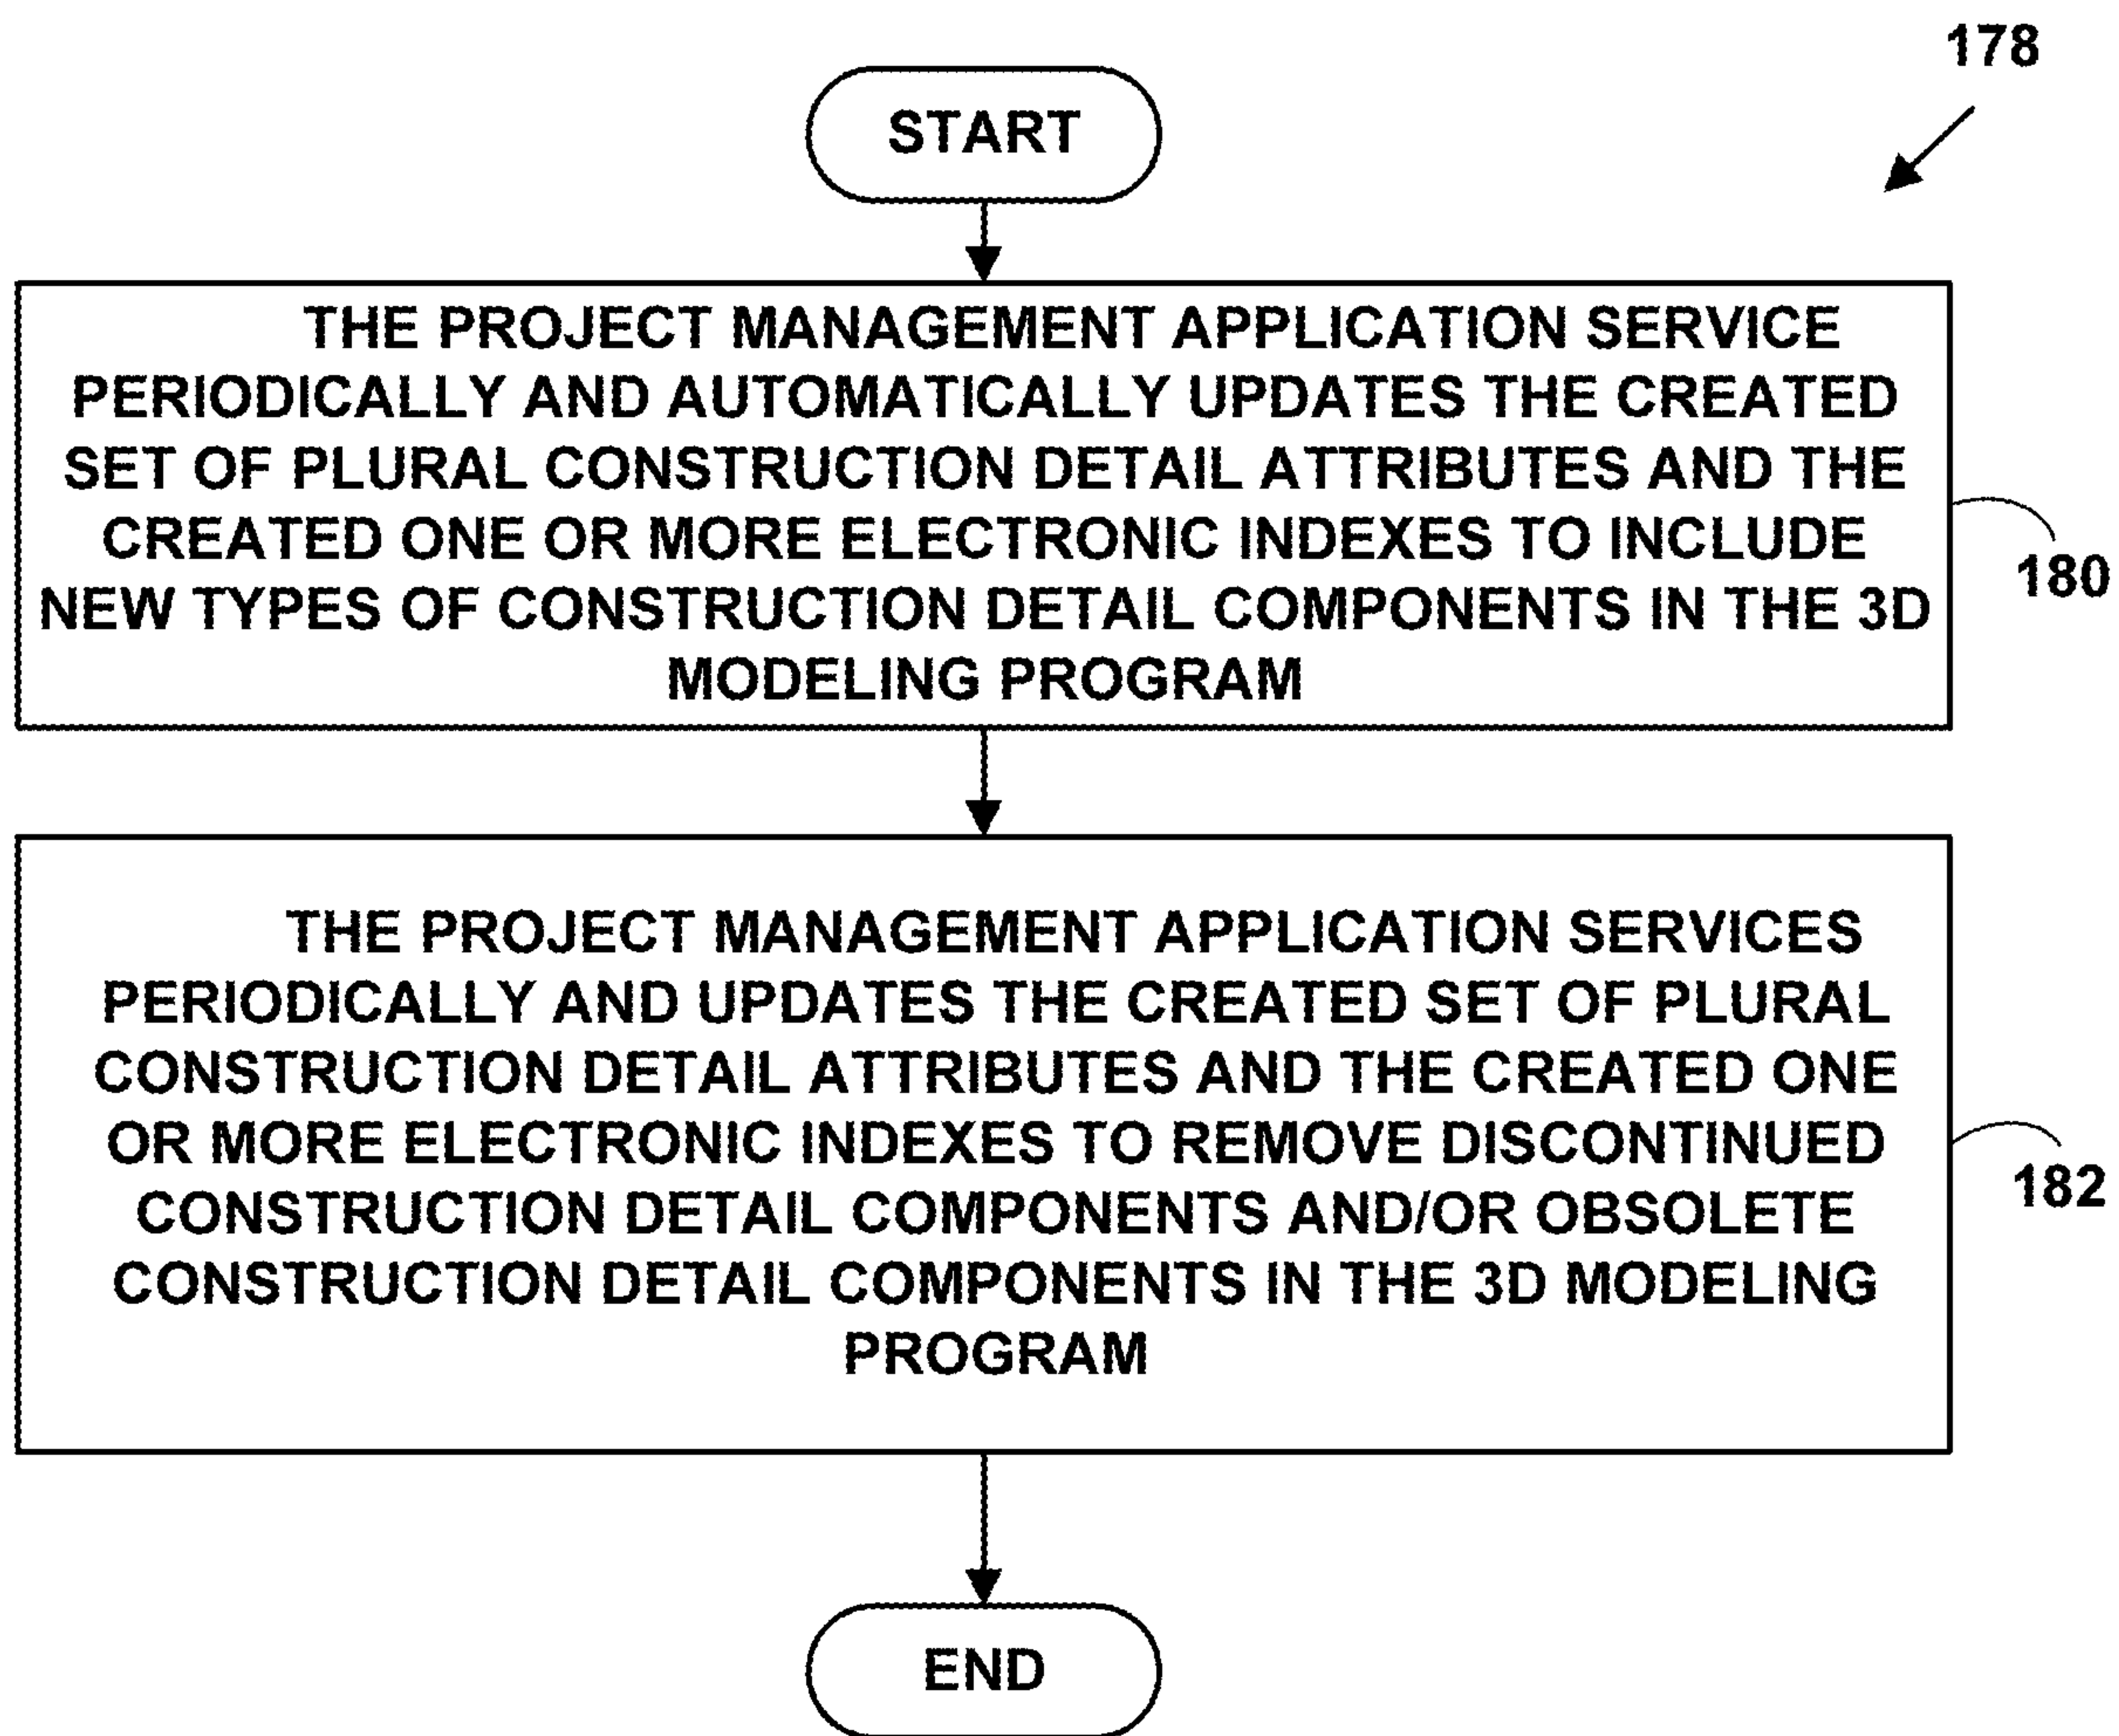 178
START
THE PROJECT MANAGEMENT APPLICATION SERVICE
PERIODICALLY AND AUTOMATICALLY UPDATES THE CREATED
SET OF PLURAL CONSTRUCTION DETAIL ATTRIBUTES AND THE
CREATED ONE OR MORE ELECTRONIC INDEXES TO INCLUDE
NEW TYPES OF CONSTRUCTION DETAIL COMPONENTS IN THE 3D
MODELING PROGRAM
180
THE PROJECT MANAGEMENT APPLICATION SERVICES
PERIODICALLY AND UPDATES THE CREATED SET OF PLURAL
CONSTRUCTION DETAIL ATTRIBUTES AND THE CREATED ONE
OR MORE ELECTRONIC INDEXES TO REMOVE DISCONTINUED
CONSTRUCTION DETAIL COMPONENTS AND/OR OBSOLETE
CONSTRUCTION DETAIL COMPONENTS IN THE 3D MODELING
PROGRAM
182
END